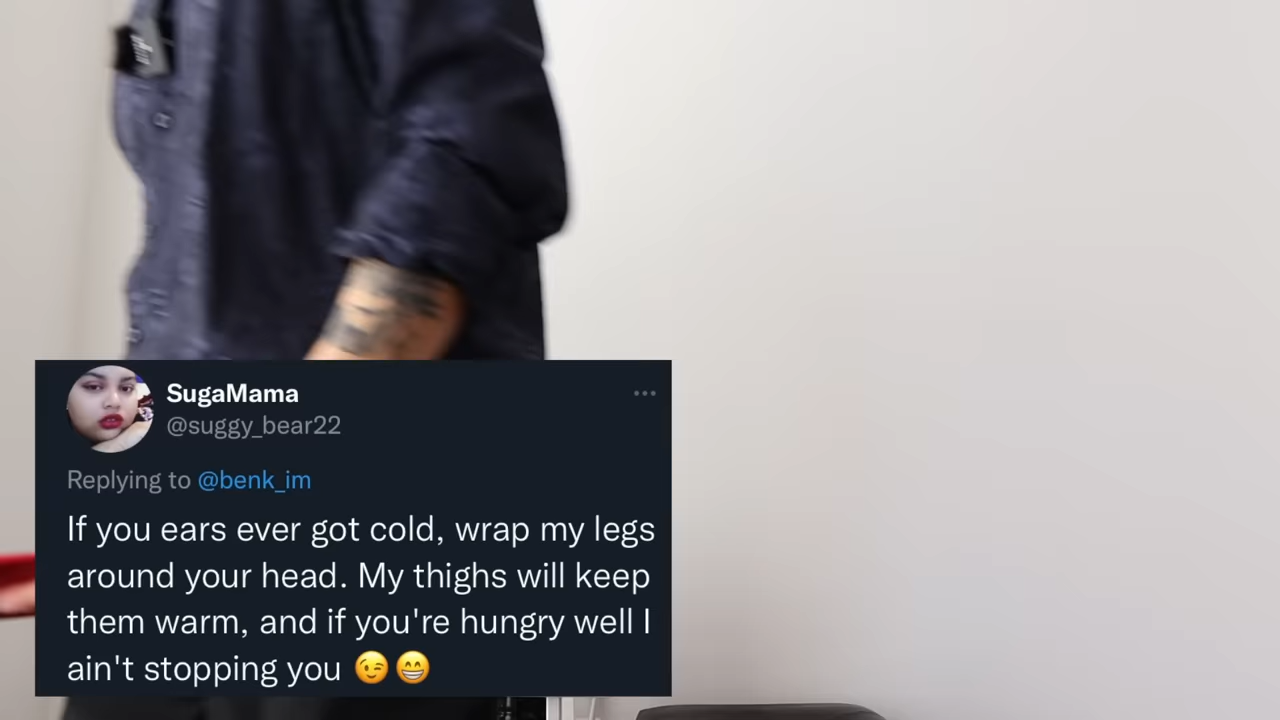 SugaMama
@suggy_bear22
Replying to @benk_im
If you ears ever got cold, wrap my legs
around your head. My thighs will keep
them warm, and if you're hungry well I
ain't stopping you 😉😁